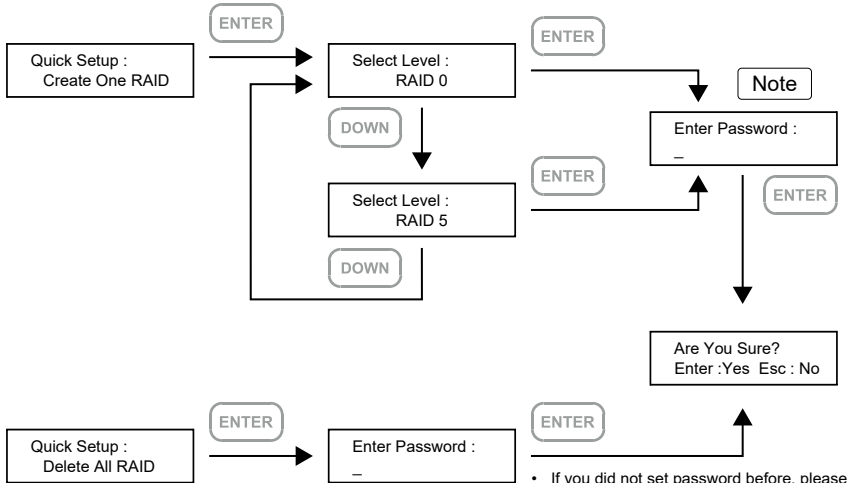 ENTER
Quick Setup :
Create One RAID
Select Level :
RAID 0
ENTER
Note
DOWN
Enter Password :
_
Select Level :
RAID 5
ENTER
ENTER
DOWN
Are You Sure?
Enter :Yes Esc : No
ENTER
ENTER
Quick Setup :
Delete All RAID
Enter Password :
_
• If you did not set password before, please